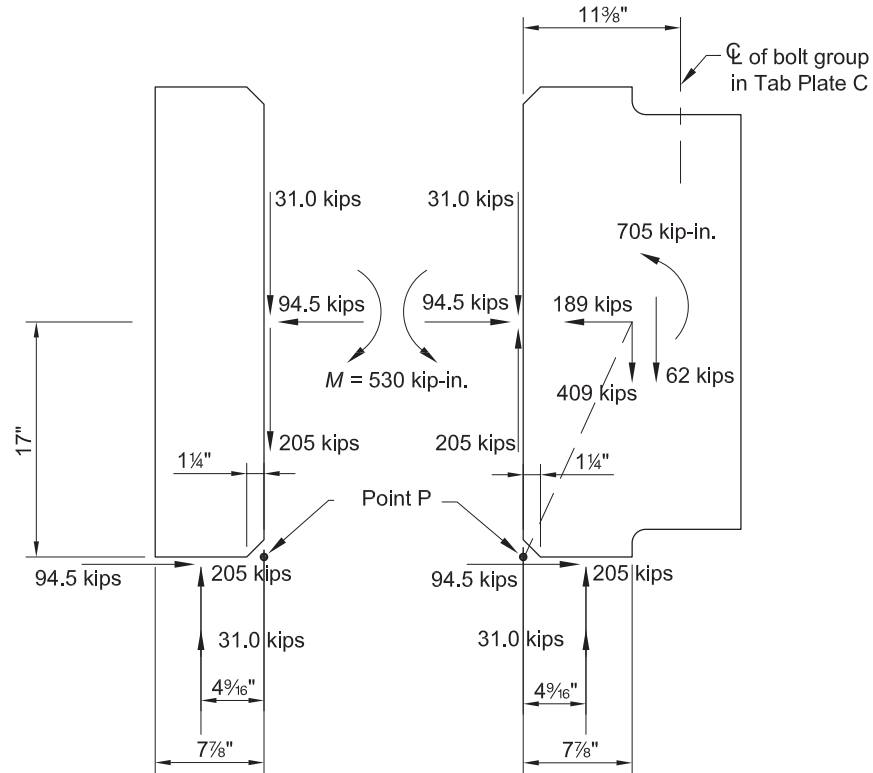 11⅜"
℄ of bolt group
in Tab Plate C
31.0 kips
31.0 kips
705 kip-in.
94.5 kips
94.5 kips
189 kips
M = 530 kip-in.
409 kips
62 kips
17"
205 kips
205 kips
1¼"
1¼"
Point P
94.5 kips
205 kips
94.5 kips
205 kips
31.0 kips
31.0 kips
4⁹⁄₁₆"
4⁹⁄₁₆"
7⅞"
7⅞"